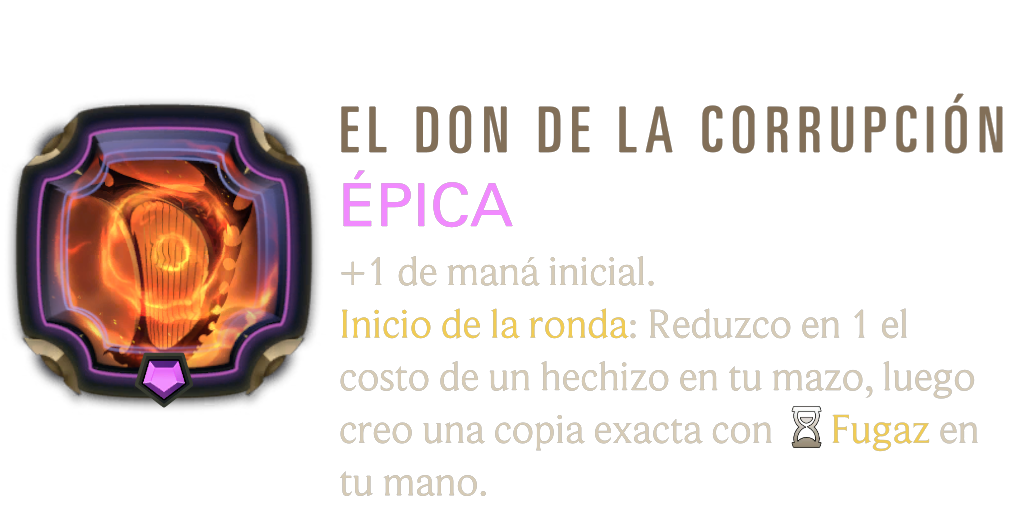 EL DON DE LA CORRUPCIÓN
ÉPICA
+1 de maná inicial.
Inicio de la ronda: Reduzco en 1 el
costo de un hechizo en tu mazo, luego
creo una copia exacta con Fugaz en
tu mano.